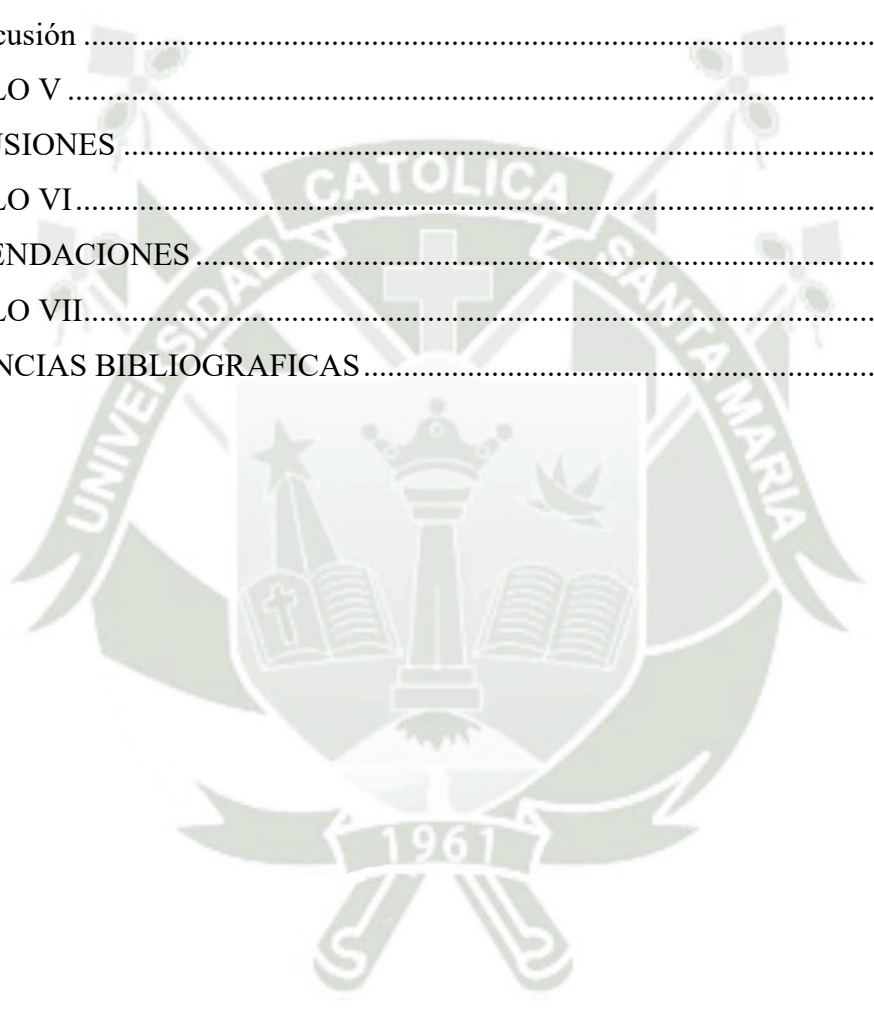 cusión ........................................................................................................
LO V ........................................................................................................
USIONES ........................................................................................................
LO VI ........................................................................................................
ENDACIONES ........................................................................................................
LO VII ........................................................................................................
NCIAS BIBLIOGRAFICAS ........................................................................................................
UNIVERSIDAD CATOLICA SANTA MARIA
1961